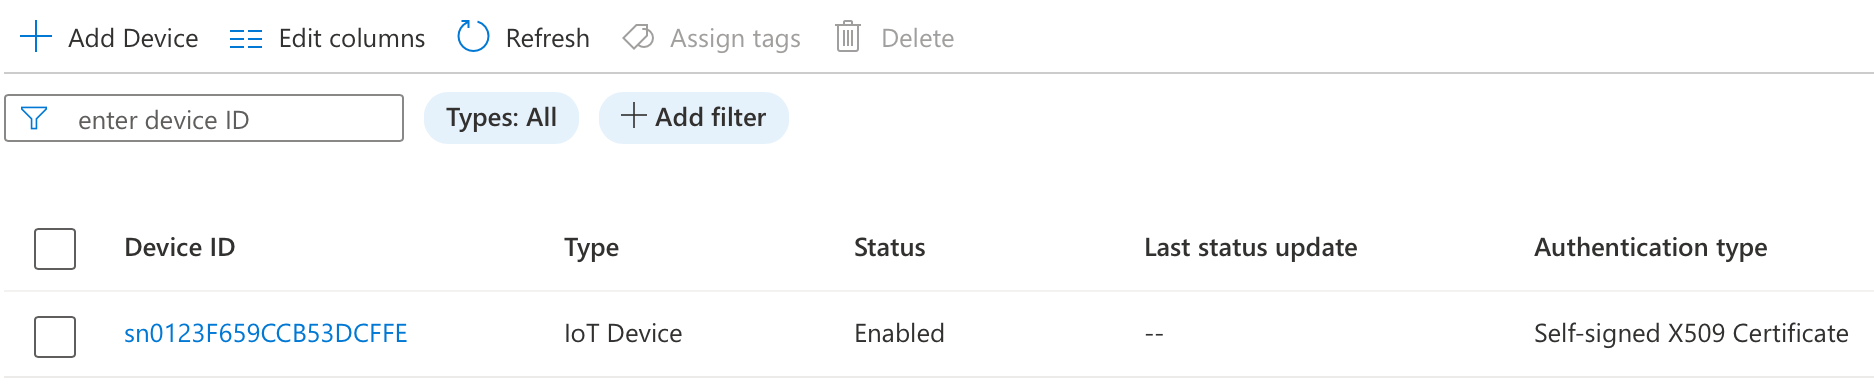 Add Device Edit columns Refresh Assign tags Delete
enter device ID Types: All Add filter
Device ID Type Status Last status update Authentication type
sn0123F659CCB53DCFFE IoT Device Enabled -- Self-signed X509 Certificate